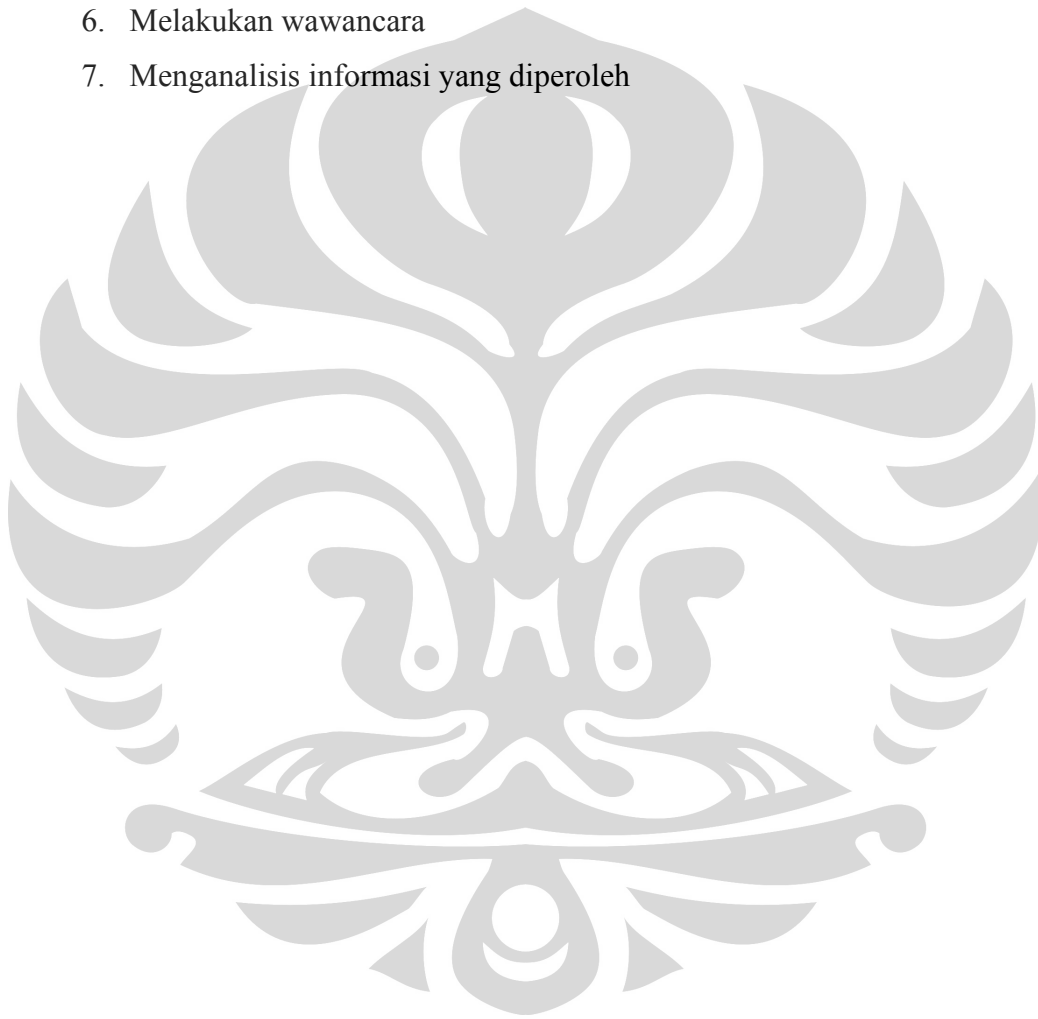 6. Melakukan wawancara
7. Menganalisis informasi yang diperoleh